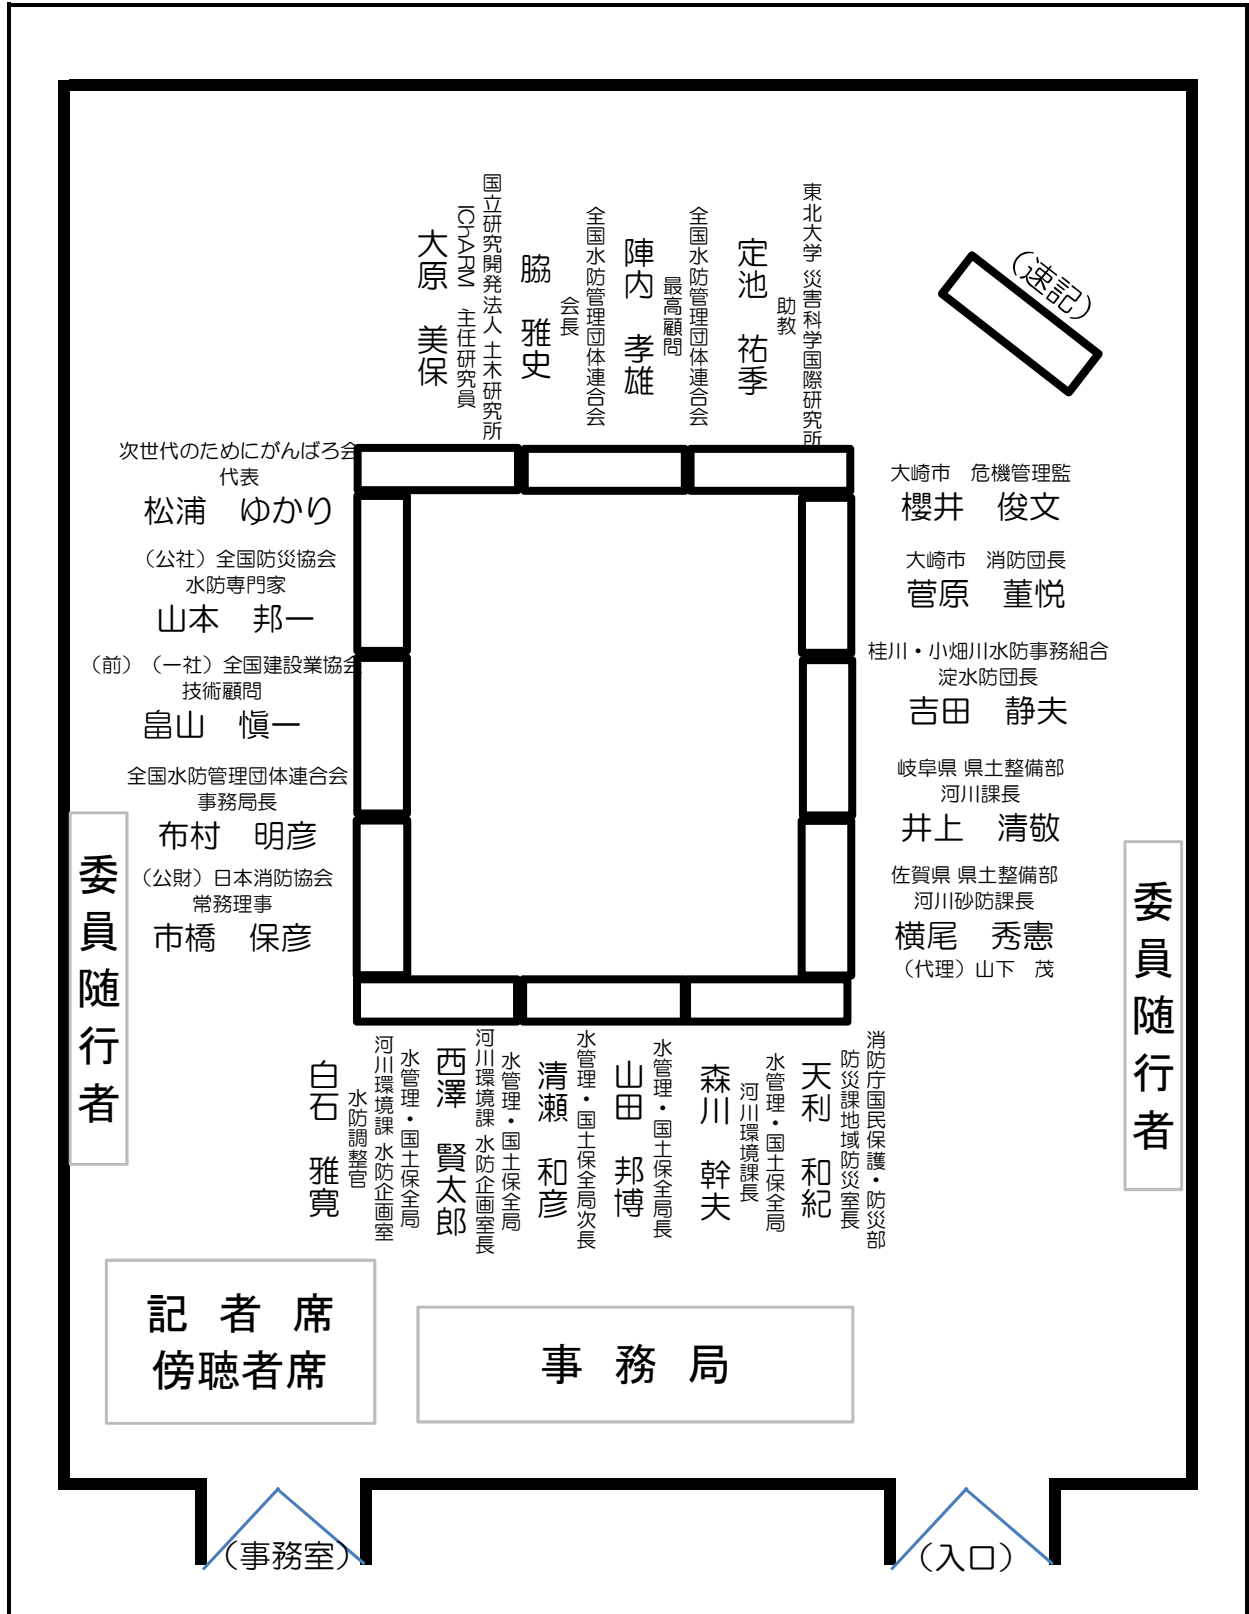 東北大学 災害科学国際研究所
助教
定池　祐季
全国水防管理団体連合会
最高顧問
陣内　孝雄
全国水防管理団体連合会
会長
脇　雅史
国立研究開発法人 土木研究所
ICHARM　主任研究員
大原　美保
（速記）
次世代のためにがんばろ会
代表
松浦　ゆかり
（公社）全国防災協会
水防専門家
山本　邦一
（前）（一社）全国建設業協会
技術顧問
畠山　愼一
全国水防管理団体連合会
事務局長
布村　明彦
（公財）日本消防協会
常務理事
市橋　保彦
大崎市　危機管理監
櫻井　俊文
大崎市　消防団長
菅原　董悦
桂川・小畑川水防事務組合
淀水防団長
吉田　静夫
岐阜県 県土整備部
河川課長
井上　清敬
佐賀県 県土整備部
河川砂防課長
横尾　秀憲
（代理）山下　茂
委員随行者
委員随行者
消防庁国民保護・防災部
防災課地域防災室長
天利　和紀
水管理・国土保全局
河川環境課長
森川　幹夫
水管理・国土保全局長
山田　邦博
水管理・国土保全局次長
清瀬　和彦
水管理・国土保全局
河川環境課 水防企画室長
西澤　賢太郎
水管理・国土保全局
河川環境課 水防企画室
水防調整官
白石　雅寛
記 者 席
傍聴者席
事 務 局
（事務室）
（入口）